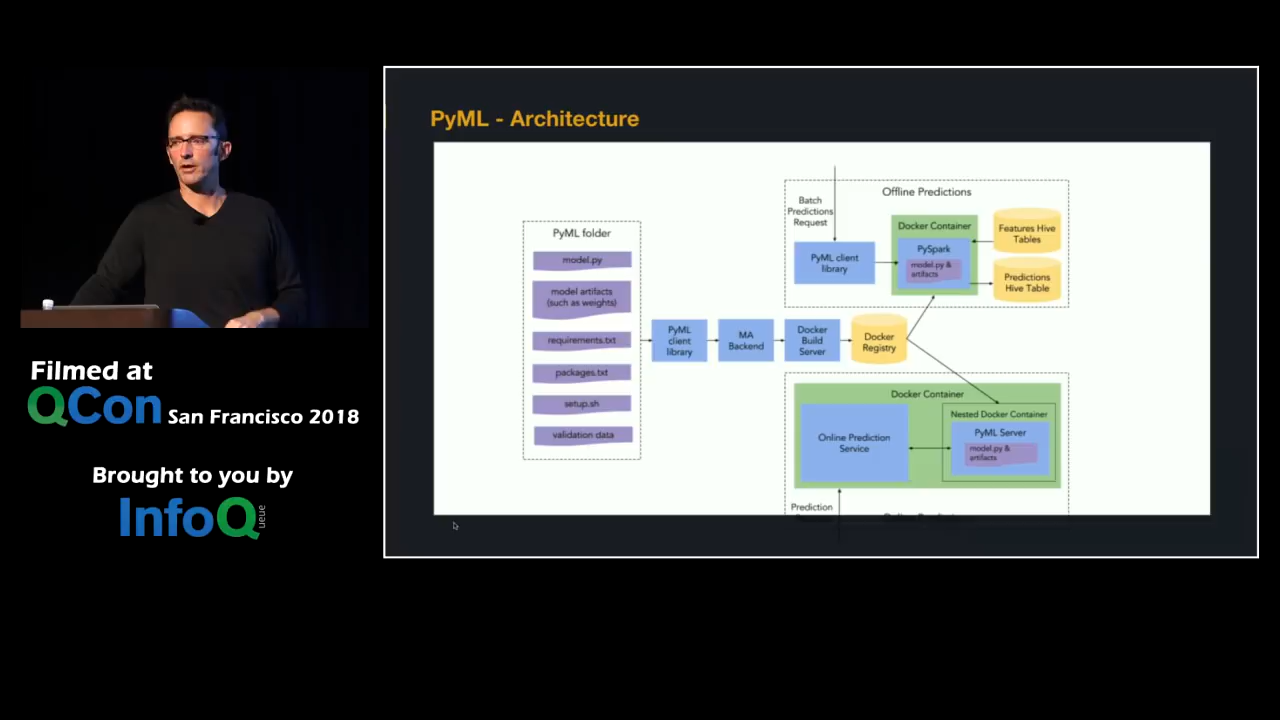 PyML - Architecture
Offline Predictions
Batch
Predictions
Request
Docker Container
Features Hive
Tables
PySpark
PyML client
library
model.py &
artifacts
Predictions
Hive Table
PyML folder
model.py
model artifacts
(such as weights)
requirements.txt
packages.txt
setup.sh
validation data
PyML
client
library
MA
Backend
Docker
Build
Server
Docker
Registry
Docker Container
Online Prediction
Service
Nested Docker Container
PyML Server
model.py &
artifacts
Prediction
Filmed at
QCon San Francisco 2018
Brought to you by
InfoQ
ueue